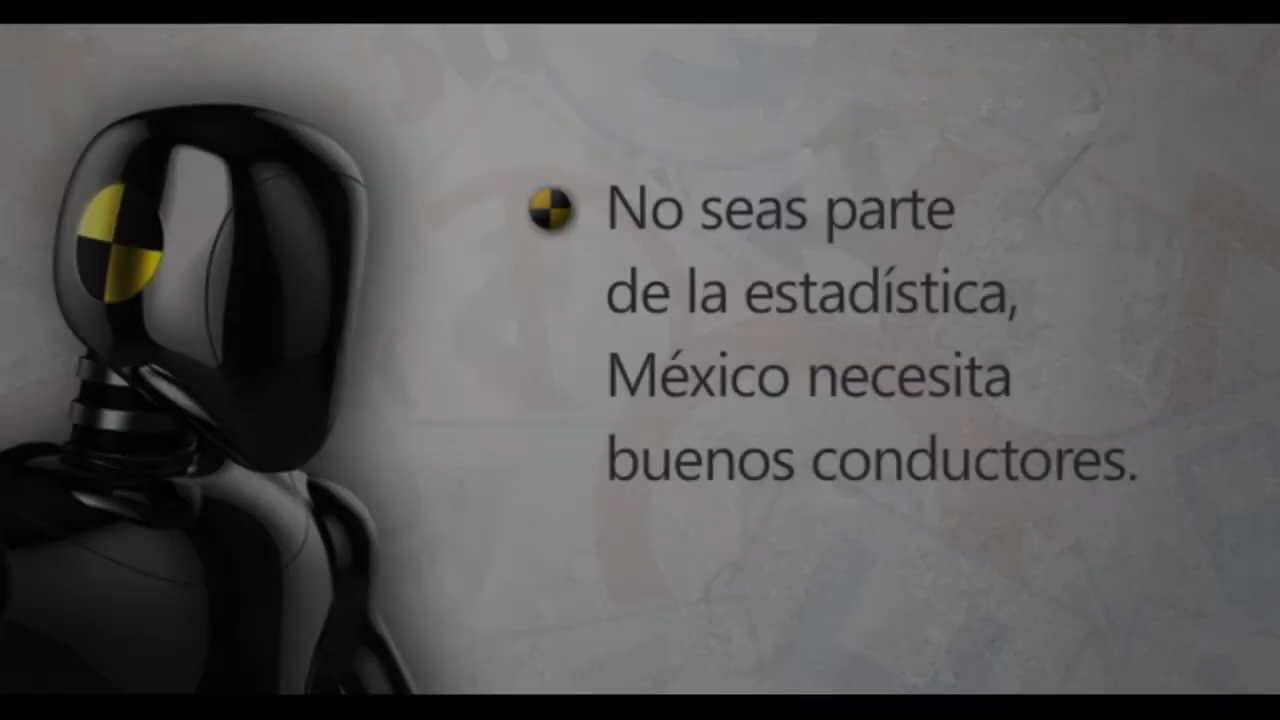 No seas parte
de la estadística,
México necesita
buenos conductores.